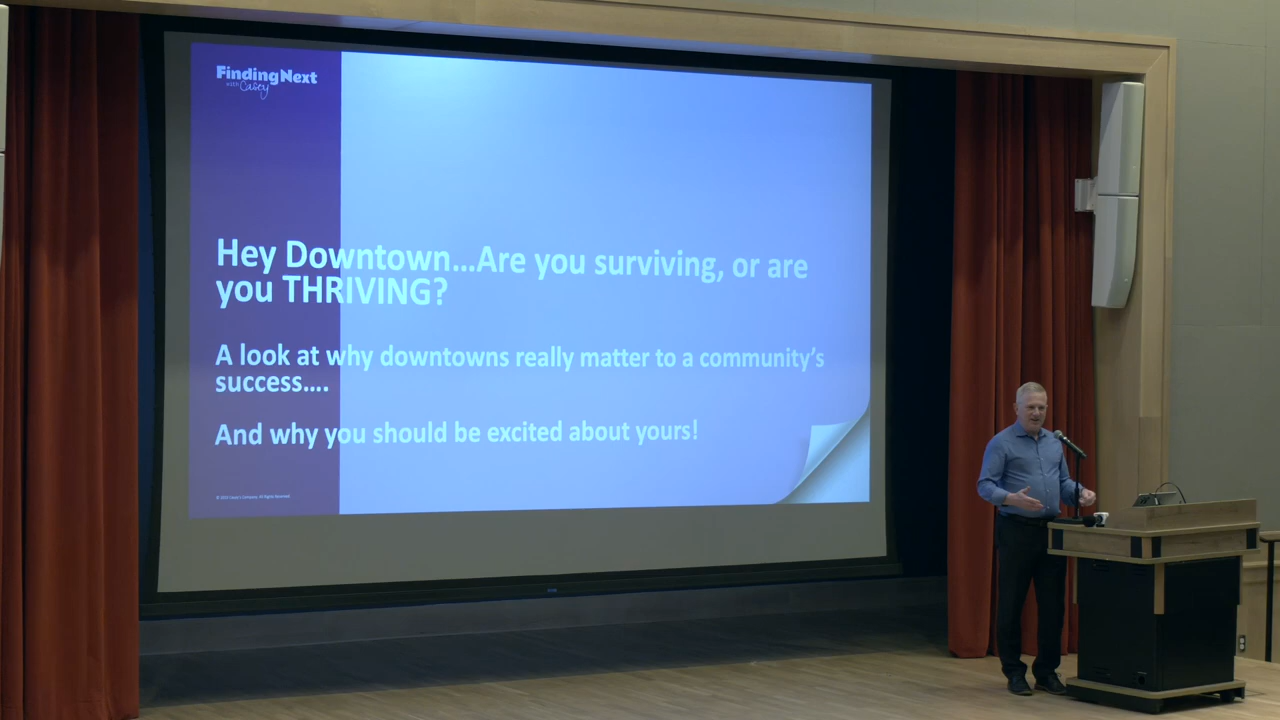 FindingNext
WITH Casey
Hey Downtown...Are you surviving, or are
you THRIVING?
A look at why downtowns really matter to a community's
success....
And why you should be excited about yours!